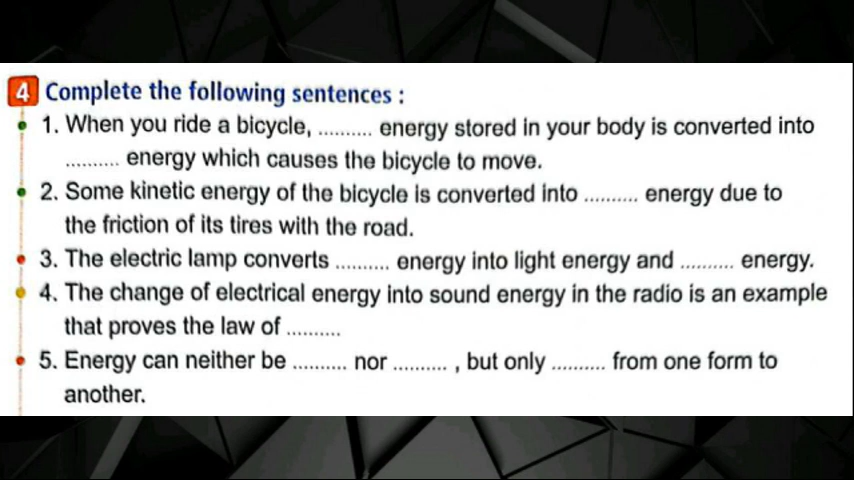 4 Complete the following sentences :
1. When you ride a bicycle, .......... energy stored in your body is converted into
.......... energy which causes the bicycle to move.
2. Some kinetic energy of the bicycle is converted into .......... energy due to
the friction of its tires with the road.
3. The electric lamp converts .......... energy into light energy and .......... energy.
4. The change of electrical energy into sound energy in the radio is an example
that proves the law of ..........
5. Energy can neither be .......... nor .......... , but only .......... from one form to
another.